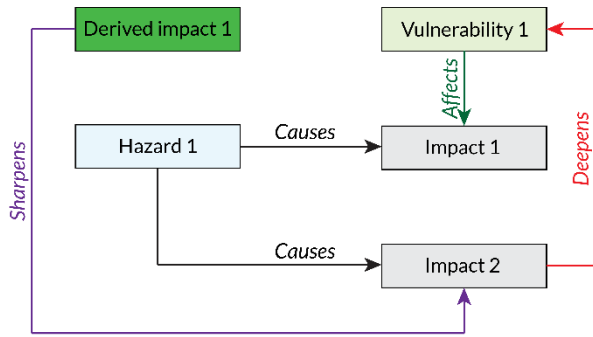 Derived impact 1
Vulnerability 1
Affects
Sharpens
Hazard 1
Causes
Impact 1
Deepens
Causes
Impact 2